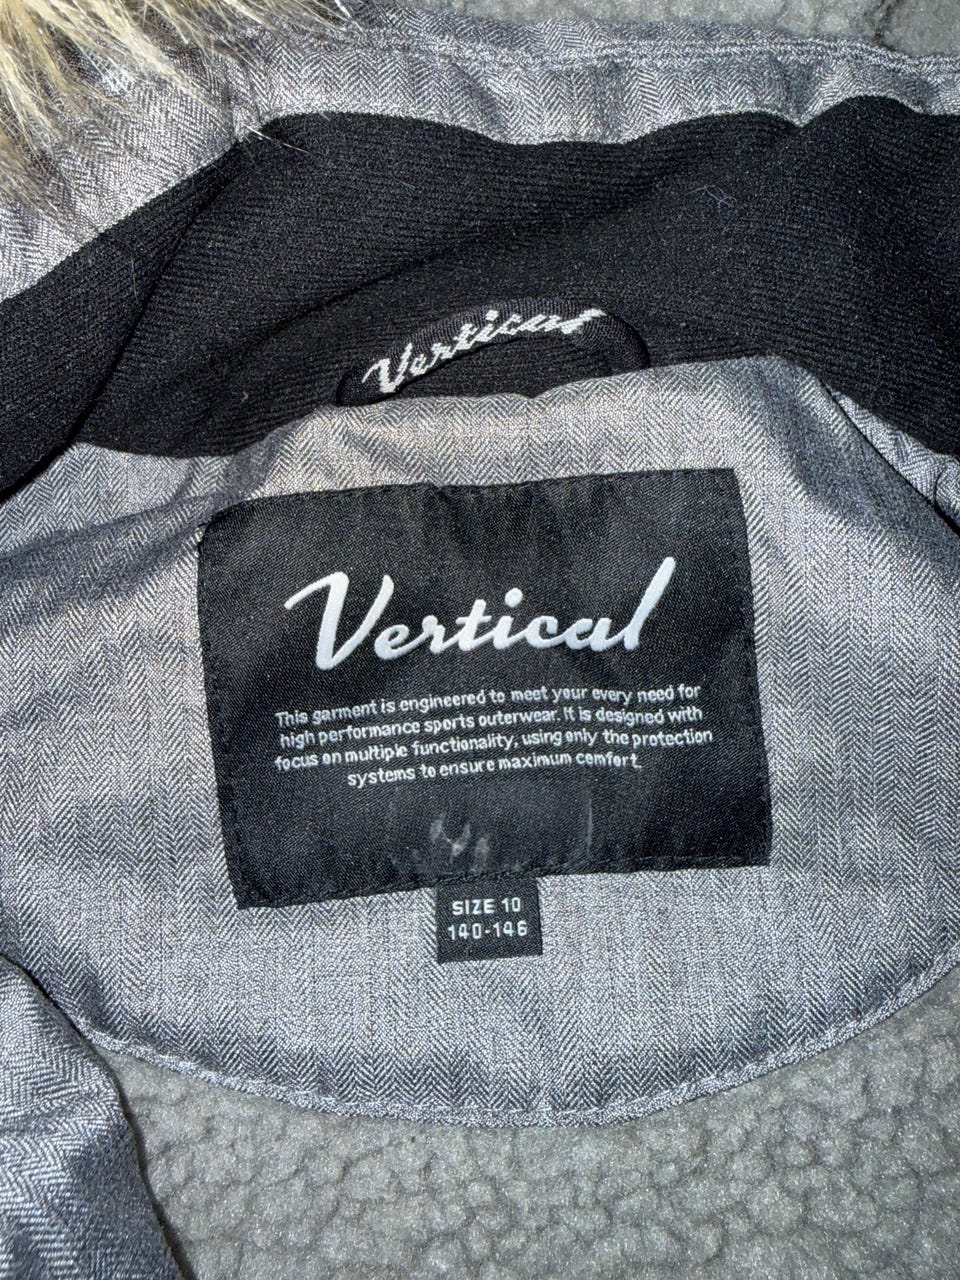 Vertical
Vertical
This garment is engineered to meet your every need for
high performance sports outerwear. It is designed with
focus on multiple functionality, using only the protection
systems to ensure maximum comfort.
SIZE 10
140-146